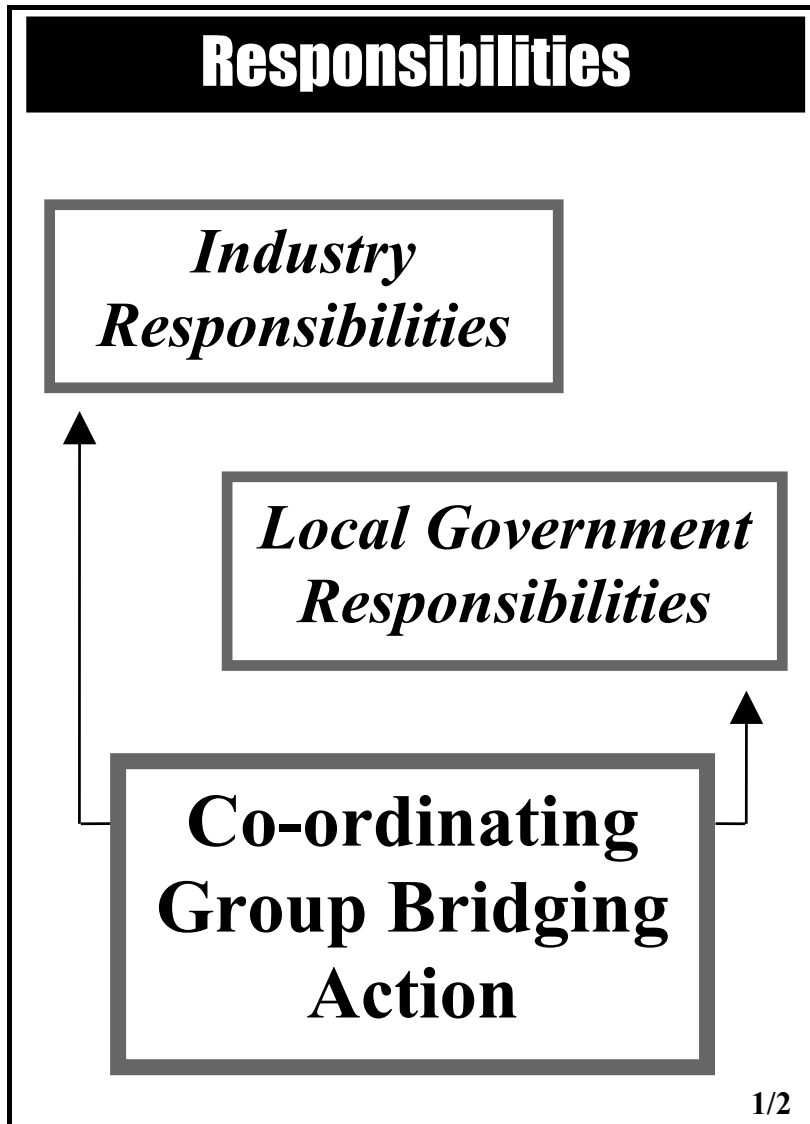 Responsibilities
Industry
Responsibilities
Local Government
Responsibilities
Co-ordinating
Group Bridging
Action
1/2